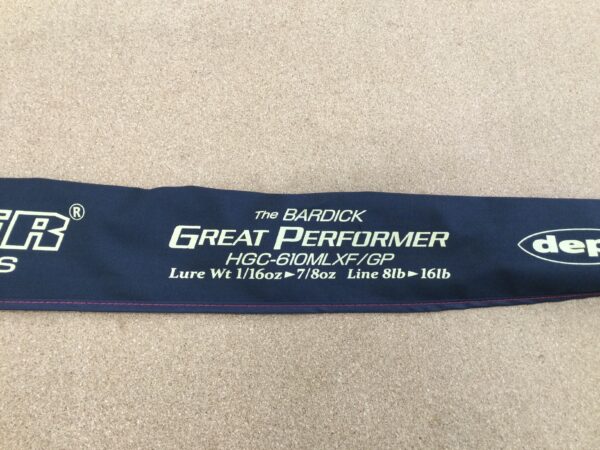 The BARDICK
GREAT PERFORMER
HGC-610MLXF/GP
Lure Wt 1/16oz►7/8oz Line 8lb►16lb